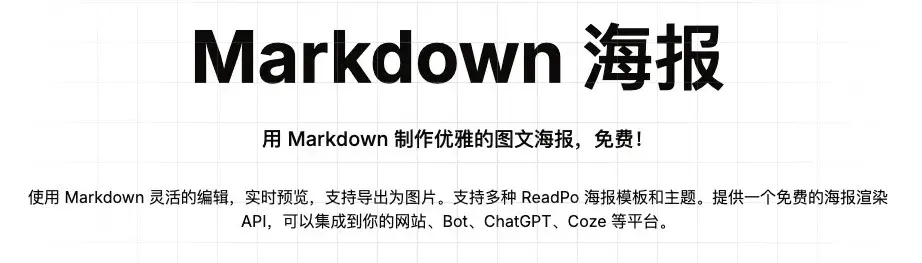 Markdown 海报
用 Markdown 制作优雅的图文海报，免费！
使用 Markdown 灵活的编辑，实时预览，支持导出为图片。支持多种 ReadPo 海报模板和主题。提供一个免费的海报渲染
API，可以集成到你的网站、Bot、ChatGPT、Coze 等平台。